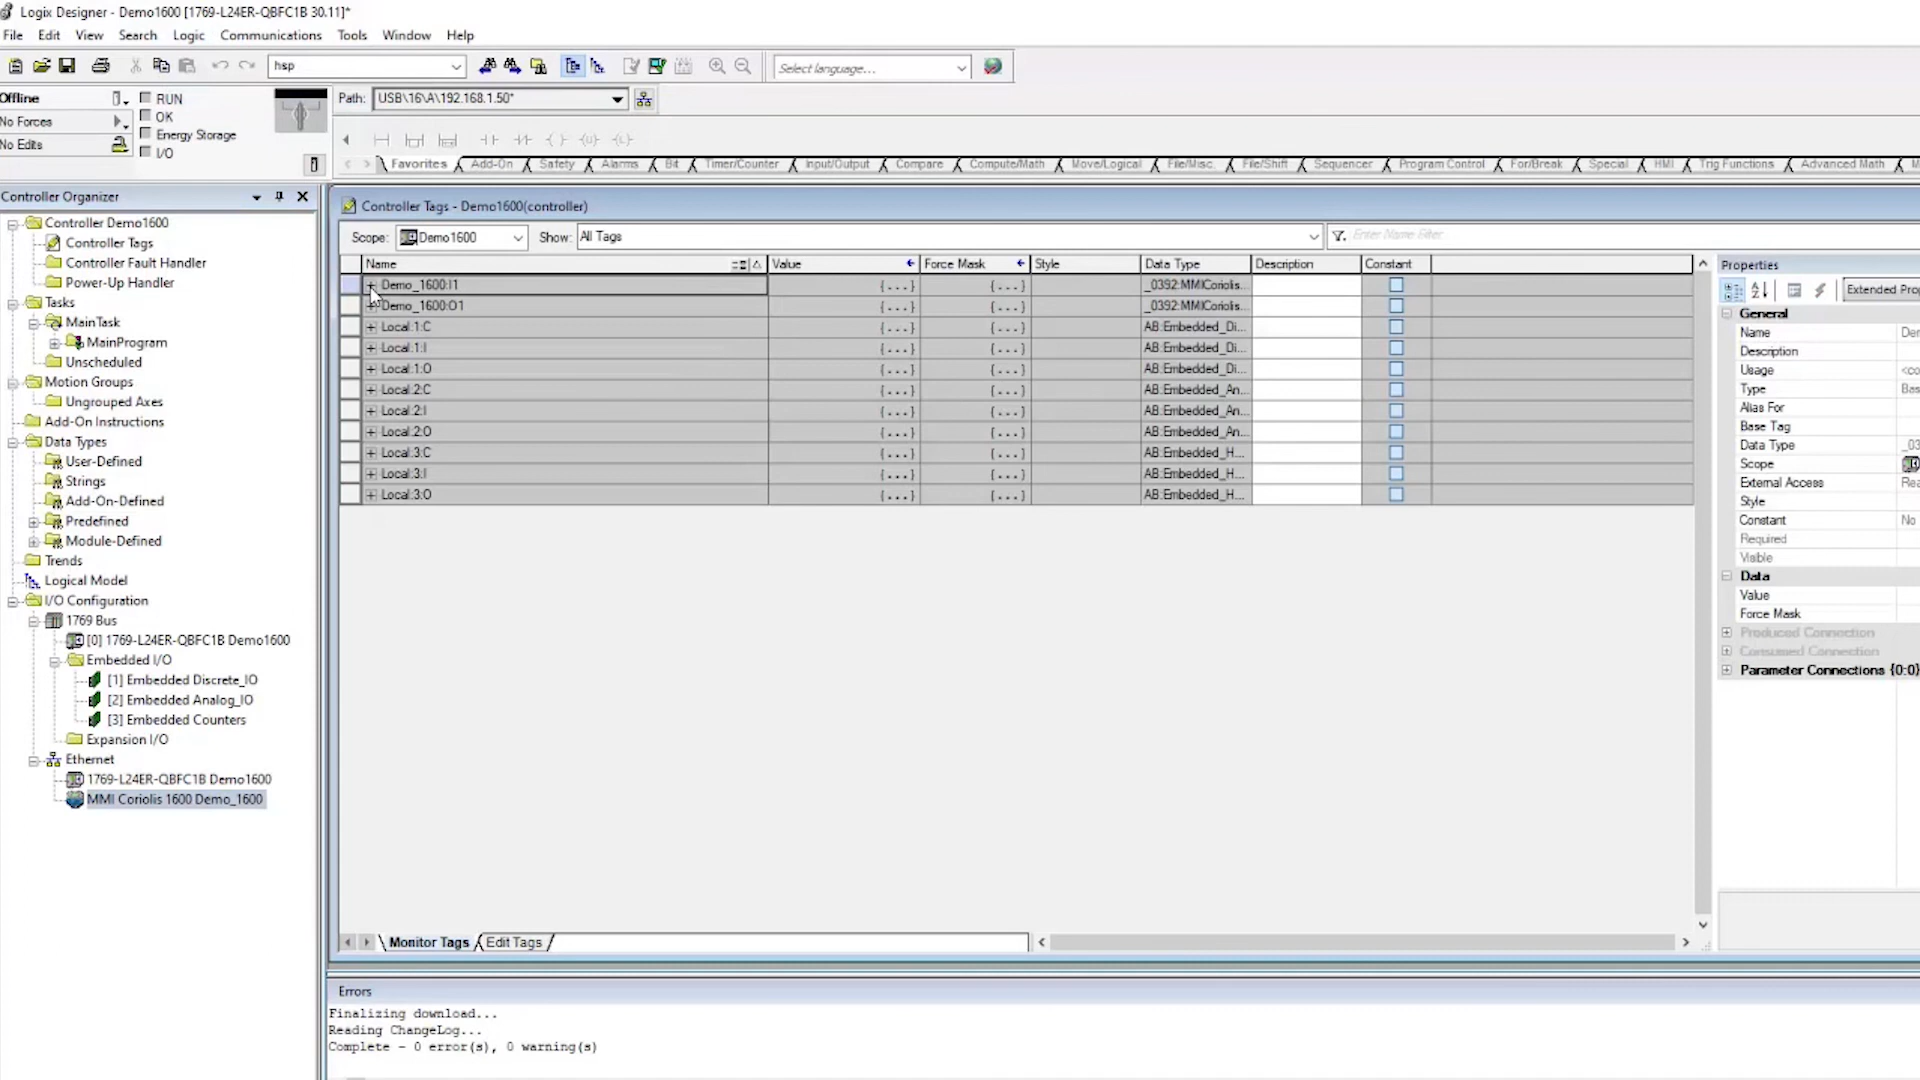 Logix Designer - Demo1600 [1769-L24ER-QBFC1B 30.11]*
File Edit View Search Logic Communications Tools Window Help
hsp
Select language...
Offline
RUN
No Forces
OK
No Edits
Energy Storage
I/O
Path: USB\16\A\192.168.1.50*
Favorites Add-On Safety Alarms Bit Timer/Counter Input/Output Compare Compute/Math Move/Logical File/Misc. File/Shift Sequencer Program Control For/Break Special HMI Trig Functions Advanced Math
Controller Organizer
Controller Demo1600
Controller Tags
Controller Fault Handler
Power-Up Handler
Tasks
MainTask
MainProgram
Unscheduled
Motion Groups
Ungrouped Axes
Add-On Instructions
Data Types
User-Defined
Strings
Add-On-Defined
Predefined
Module-Defined
Trends
Logical Model
I/O Configuration
1769 Bus
[0] 1769-L24ER-QBFC1B Demo1600
Embedded I/O
[1] Embedded Discrete_IO
[2] Embedded Analog_IO
[3] Embedded Counters
Expansion I/O
Ethernet
1769-L24ER-QBFC1B Demo1600
MMI Coriolis 1600 Demo_1600
Controller Tags - Demo1600(controller)
Scope: Demo1600 Show: All Tags Enter Name Filter
Name Value Force Mask Style Data Type Description Constant
Demo_1600:I1 {...} {...} _0392:MMICoriolis...
Demo_1600:O1 {...} {...} _0392:MMICoriolis...
Local:1:C {...} {...} AB:Embedded_Di...
Local:1:I {...} {...} AB:Embedded_Di...
Local:1:O {...} {...} AB:Embedded_Di...
Local:2:C {...} {...} AB:Embedded_An...
Local:2:I {...} {...} AB:Embedded_An...
Local:2:O {...} {...} AB:Embedded_An...
Local:3:C {...} {...} AB:Embedded_H...
Local:3:I {...} {...} AB:Embedded_H...
Local:3:O {...} {...} AB:Embedded_H...
Monitor Tags Edit Tags
Properties
Extended Prop
General
Name
Description
Usage
Type
Alias For
Base Tag
Data Type _03
Scope
External Access
Style
Constant No
Required
Visible
Data
Value
Force Mask
Produced Connection
Consumed Connection
Parameter Connections {0:0}
Errors
Finalizing download...
Reading ChangeLog...
Complete - 0 error(s), 0 warning(s)